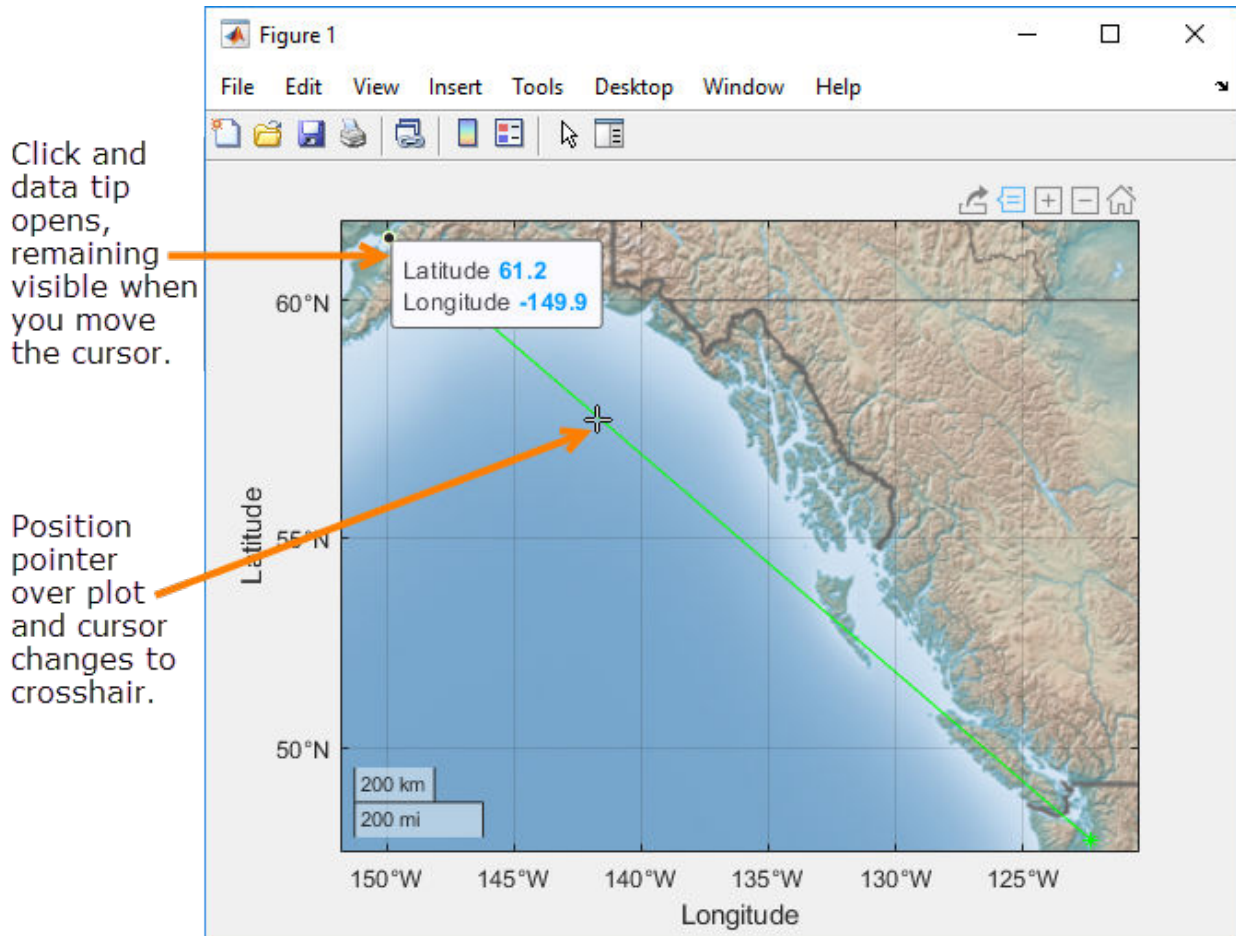 Figure 1
File Edit View Insert Tools Desktop Window Help
Click and
data tip
opens,
remaining
visible when
you move
the cursor.
Latitude 61.2
Longitude -149.9
60°N
Position
pointer
over plot
and cursor
changes to
crosshair.
Latitude
55°N
50°N
200 km
200 mi
150°W 145°W 140°W 135°W 130°W 125°W
Longitude